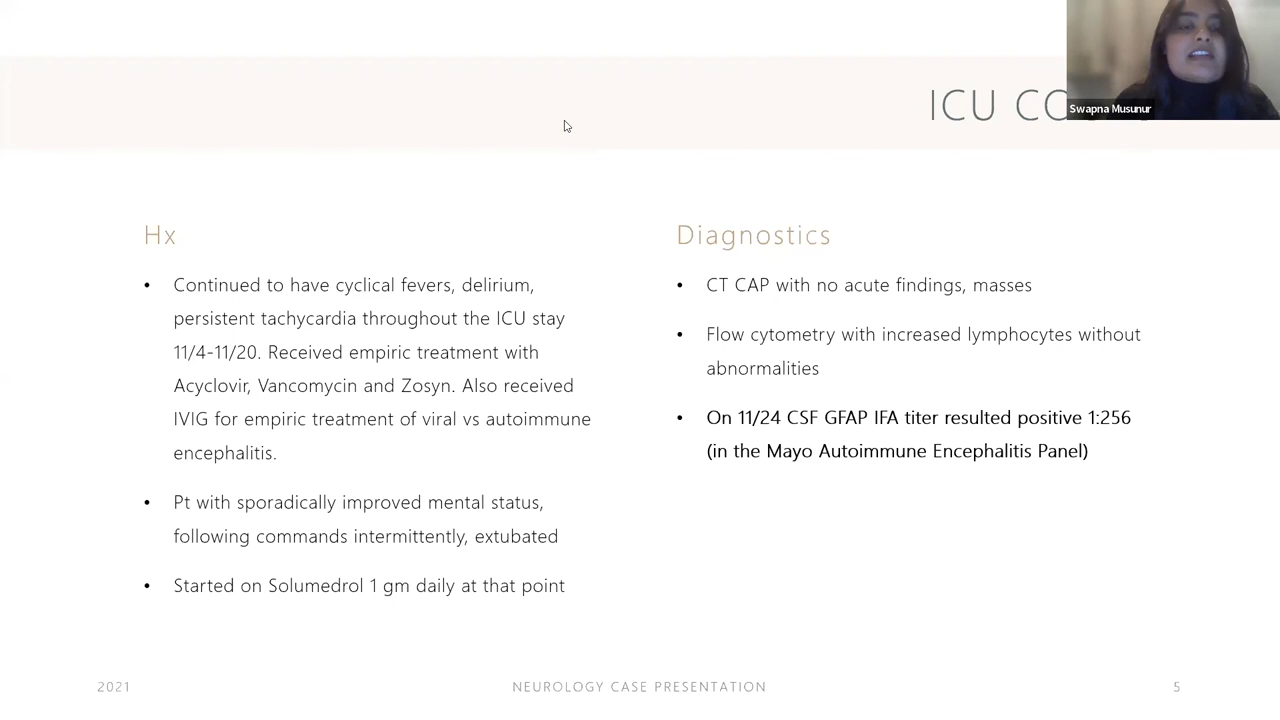 ICU CO
Swapna Musunur
Hx
• Continued to have cyclical fevers, delirium,
persistent tachycardia throughout the ICU stay
11/4-11/20. Received empiric treatment with
Acyclovir, Vancomycin and Zosyn. Also received
IVIG for empiric treatment of viral vs autoimmune
encephalitis.
• Pt with sporadically improved mental status,
following commands intermittently, extubated
• Started on Solumedrol 1 gm daily at that point
Diagnostics
• CT CAP with no acute findings, masses
• Flow cytometry with increased lymphocytes without
abnormalities
• On 11/24 CSF GFAP IFA titer resulted positive 1:256
(in the Mayo Autoimmune Encephalitis Panel)
2021
NEUROLOGY CASE PRESENTATION
5